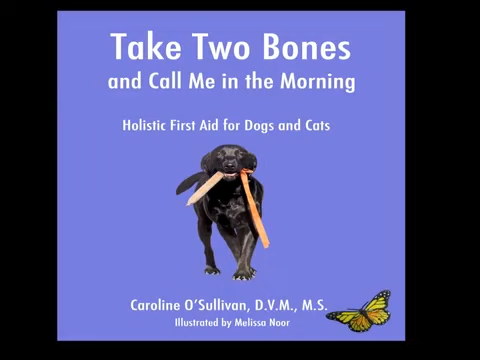 Take Two Bones
and Call Me in the Morning
Holistic First Aid for Dogs and Cats
Caroline O'Sullivan, D.V.M., M.S.
Illustrated by Melissa Noor